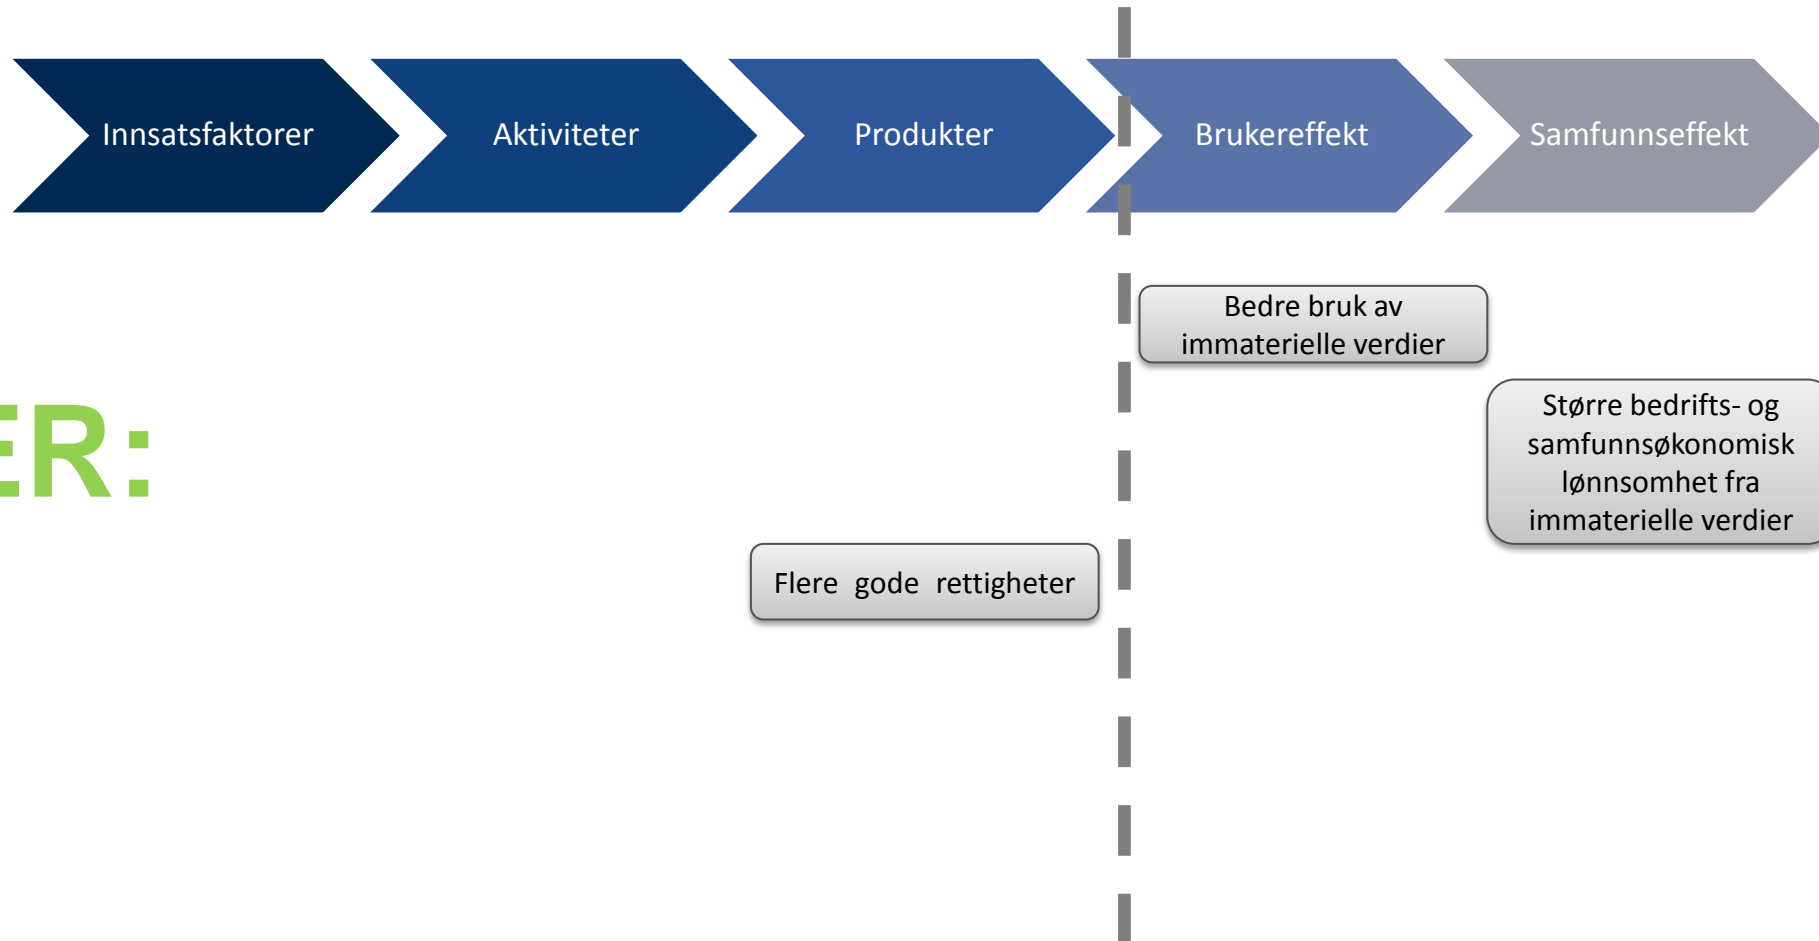 Innsatsfaktorer
Aktiviteter
Produkter
Brukereffekt
Samfunnseffekt
Bedre bruk av
immaterielle verdier
Større bedrifts- og
samfunnsøkonomisk
lønnsomhet fra
immaterielle verdier
ER:
Flere gode rettigheter